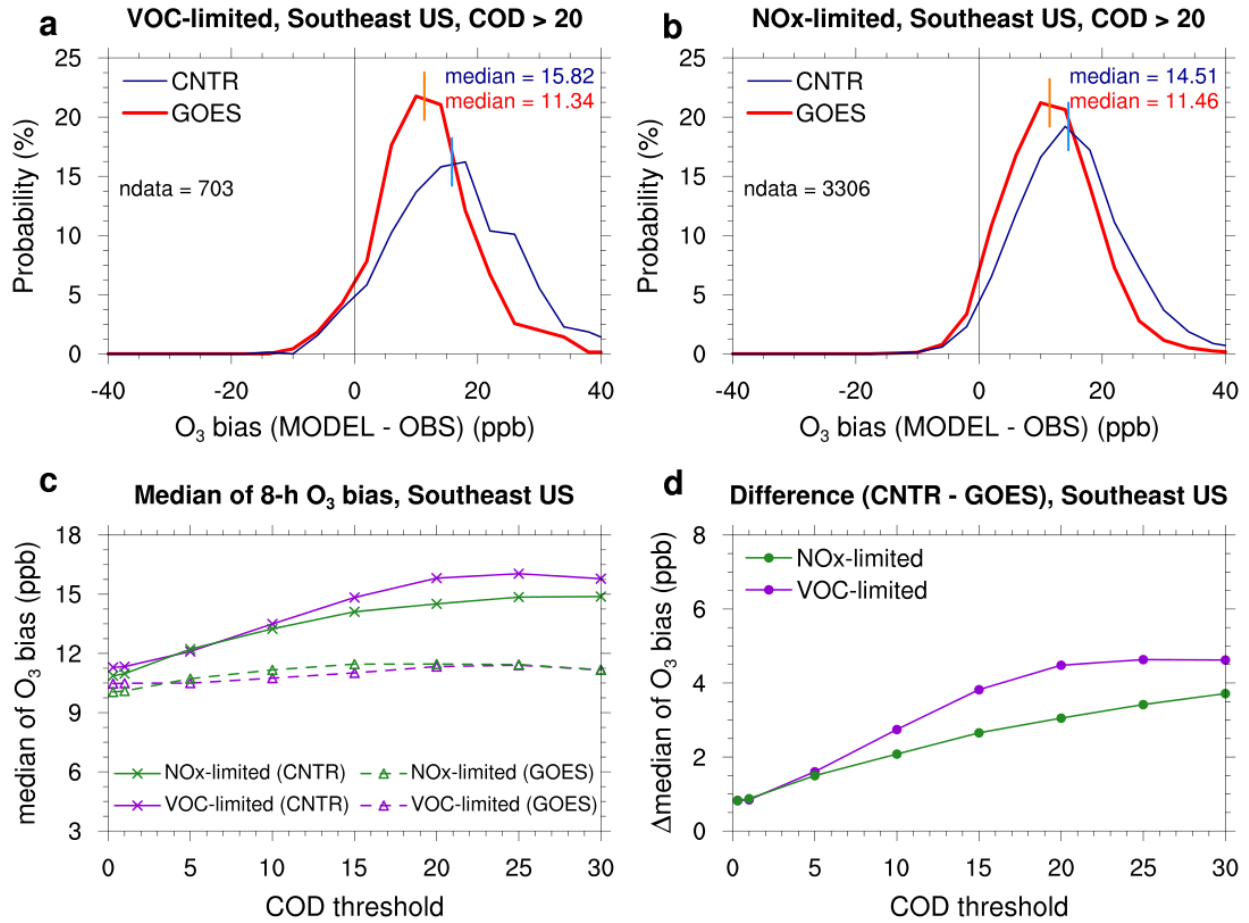 a VOC-limited, Southeast US, COD > 20
25
20
15
10
5
0
Probability (%)
CNTR
GOES
median = 15.82
median = 11.34
ndata = 703
-40 -20 0 20 40
O₃ bias (MODEL - OBS) (ppb)
b NOx-limited, Southeast US, COD > 20
25
20
15
10
5
0
Probability (%)
CNTR
GOES
median = 14.51
median = 11.46
ndata = 3306
-40 -20 0 20 40
O₃ bias (MODEL - OBS) (ppb)
c Median of 8-h O₃ bias, Southeast US
18
15
12
9
6
3
median of O₃ bias (ppb)
NOx-limited (CNTR) NOx-limited (GOES)
VOC-limited (CNTR) VOC-limited (GOES)
0 5 10 15 20 25 30
COD threshold
d Difference (CNTR - GOES), Southeast US
8
6
4
2
0
Δmedian of O₃ bias (ppb)
NOx-limited
VOC-limited
0 5 10 15 20 25 30
COD threshold